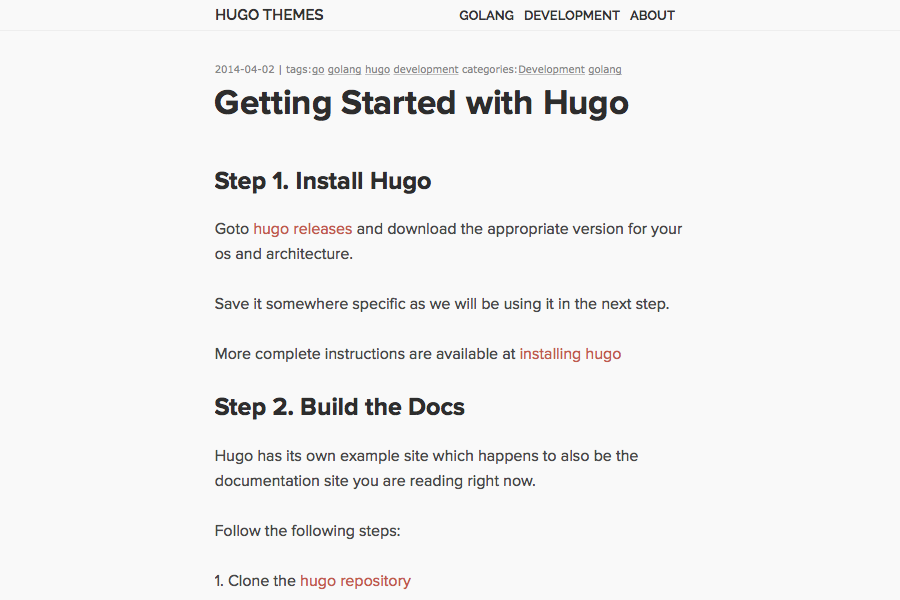 HUGO THEMES GOLANG DEVELOPMENT ABOUT
2014-04-02 | tags:go golang hugo development categories:Development golang
Getting Started with Hugo
Step 1. Install Hugo
Goto hugo releases and download the appropriate version for your
os and architecture.
Save it somewhere specific as we will be using it in the next step.
More complete instructions are available at installing hugo
Step 2. Build the Docs
Hugo has its own example site which happens to also be the
documentation site you are reading right now.
Follow the following steps:
1. Clone the hugo repository